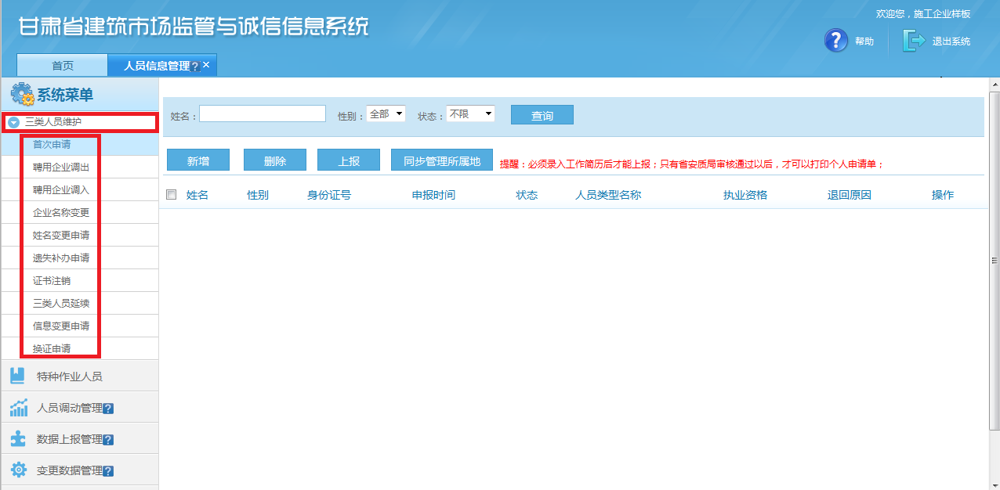 甘肃省建筑市场监管与诚信信息系统
欢迎您，施工企业样板
? 帮助
退出系统
首页
人员信息管理? ×
系统菜单
三类人员维护
首次申请
聘用企业调出
聘用企业调入
企业名称变更
姓名变更申请
遗失补办申请
证书注销
三类人员延续
信息变更申请
换证申请
特种作业人员
人员调动管理?
数据上报管理?
变更数据管理?
姓名： 性别： 全部 状态： 不限 查询
新增 删除 上报 同步管理所属地 提醒：必须录入工作简历后才能上报；只有省安质局审核通过以后，才可以打印个人申请单；
姓名 性别 身份证号 申报时间 状态 人员类型名称 执业资格 退回原因 操作